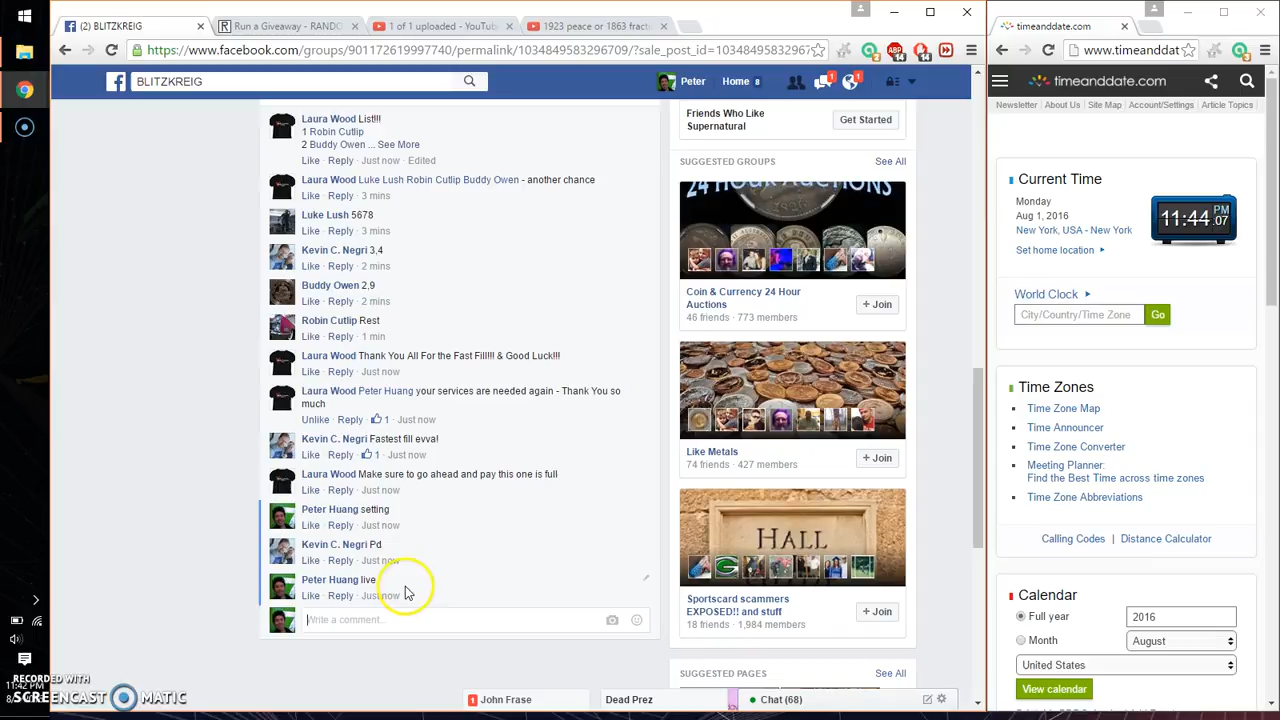 (2) BLITZKREIG
Run a Giveaway - RANDO
1 of 1 uploaded - YouTube
1923 peace or 1863 fract
timeanddate.com
https://www.facebook.com/groups/901172619997740/permalink/1034849583296709/?sale_post_id=10348495832967
www.timeanddat
BLITZKREIG
Peter
Home 8
1
1
timeanddate.com
Newsletter About Us Site Map Account/Settings Article Topics
Laura Wood List!!!
1 Robin Cutlip
2 Buddy Owen ... See More
Like · Reply · Just now · Edited
Laura Wood Luke Lush Robin Cutlip Buddy Owen - another chance
Like · Reply · 3 mins
Luke Lush 5678
Like · Reply · 3 mins
Kevin C. Negri 3,4
Like · Reply · 2 mins
Buddy Owen 2,9
Like · Reply · 2 mins
Robin Cutlip Rest
Like · Reply · 1 min
Laura Wood Thank You All For the Fast Fill!!! & Good Luck!!!
Like · Reply · Just now
Laura Wood Peter Huang your services are needed again - Thank You so
much
Unlike · Reply · 1 · Just now
Kevin C. Negri Fastest fill evva!
Like · Reply · 1 · Just now
Laura Wood Make sure to go ahead and pay this one is full
Like · Reply · Just now
Peter Huang setting
Like · Reply · Just now
Kevin C. Negri Pd
Like · Reply · Just now
Peter Huang live
Like · Reply · Just now
Write a comment...
Friends Who Like
Supernatural
Get Started
SUGGESTED GROUPS
See All
24 HOUR AUCTIONS
Coin & Currency 24 Hour
Auctions
46 friends · 773 members
+ Join
Like Metals
74 friends · 427 members
+ Join
HALL
Sportscard scammers
EXPOSED!! and stuff
18 friends · 1,984 members
+ Join
SUGGESTED PAGES
See All
1 John Frase
Dead Prez
Chat (68)
Current Time
Monday
Aug 1, 2016
New York, USA - New York
Set home location
11:44 PM 07
World Clock
City/Country/Time Zone
Go
Time Zones
Time Zone Map
Time Announcer
Time Zone Converter
Meeting Planner:
Find the Best Time across time zones
Time Zone Abbreviations
Calling Codes | Distance Calculator
Calendar
Full year
2016
Month
August
United States
View calendar
RECORDED WITH
SCREENCAST MATIC
11:42 PM